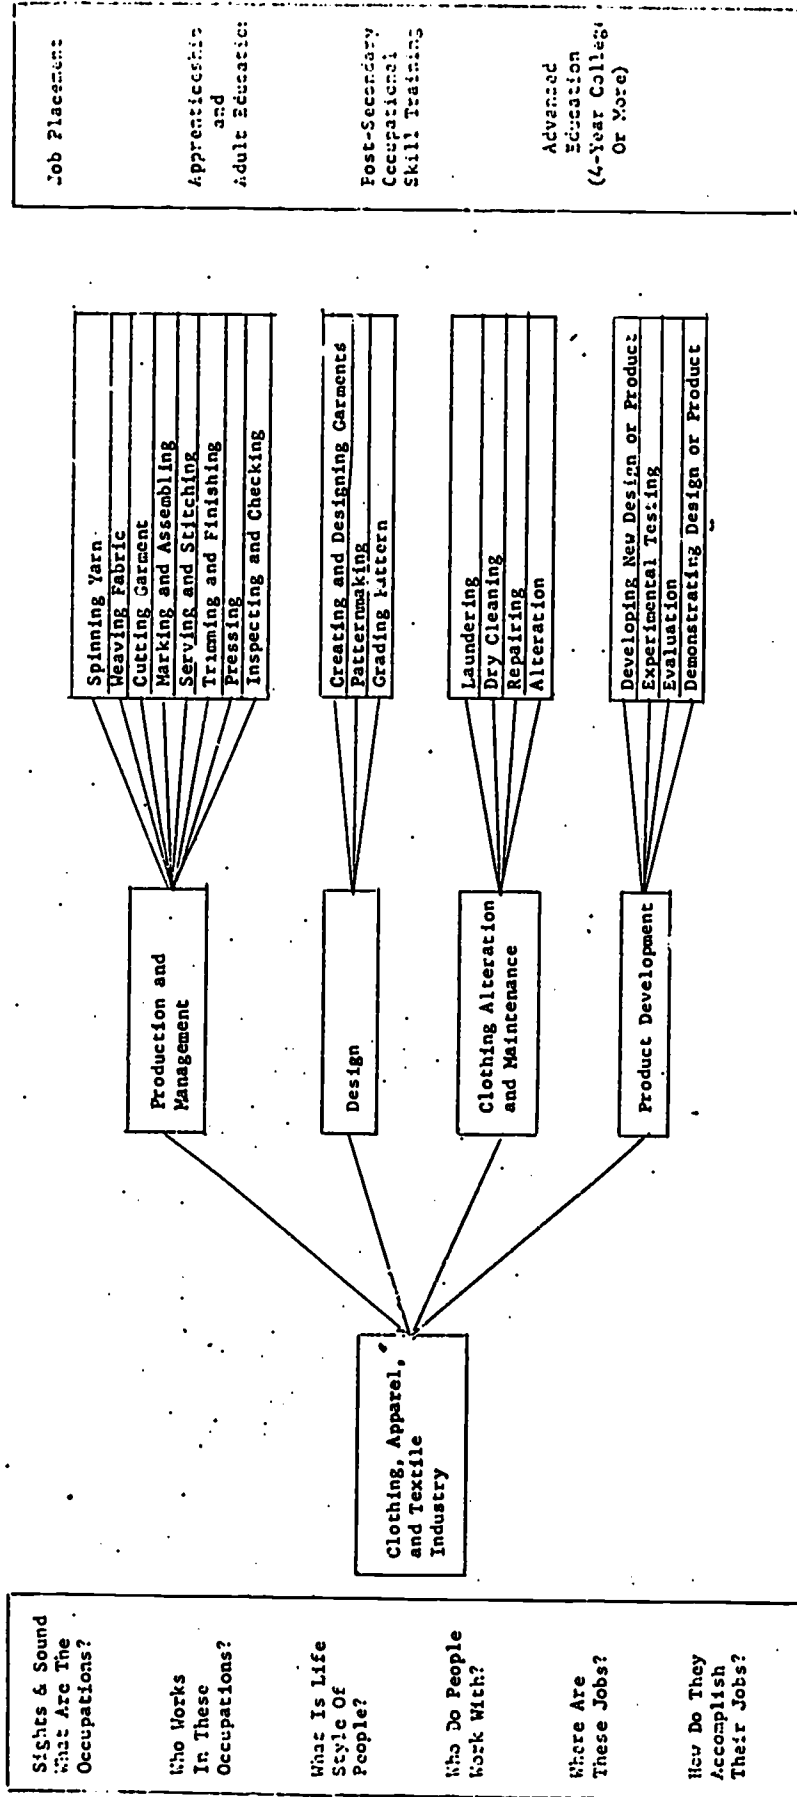 Sights & Sound
What Are The
Occupations?
Who Works
In These
Occupations?
What Is Life
Style Of
People?
Who Do People
Work With?
Where Are
These Jobs?
How Do They
Accomplish
Their Jobs?
Clothing, Apparel,
and Textile
Industry
Production and
Management
Design
Clothing Alteration
and Maintenance
Product Development
Spinning Yarn
Weaving Fabric
Cutting Garment
Marking and Assembling
Serving and Stitching
Trimming and Finishing
Pressing
Inspecting and Checking
Creating and Designing Garments
Patternmaking
Grading Pattern
Laundering
Dry Cleaning
Repairing
Alteration
Developing New Design or Product
Experimental Testing
Evaluation
Demonstrating Design or Product
Job Placement
Apprenticeship
and
Adult Education
Post-Secondary
Occupational
Skill Training
Advanced
Education
(4-Year College
Or More)